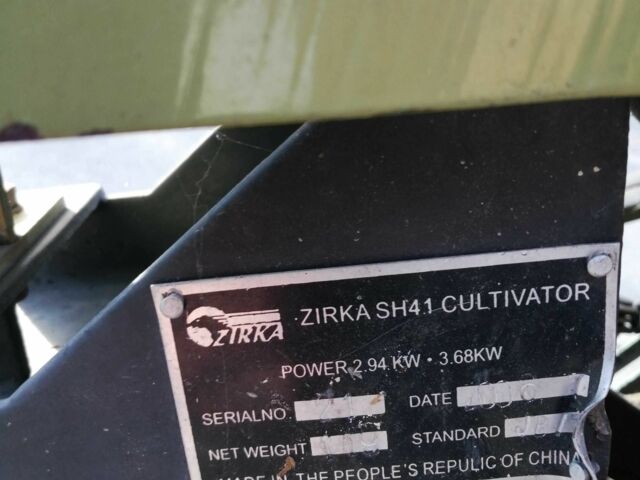 ZIRKA
ZIRKA SH41 CULTIVATOR
POWER 2.94 KW · 3.68KW
SERIALNO.
DATE
NET WEIGHT
STANDARD
MADE IN THE PEOPLE'S REPULIC OF CHINA